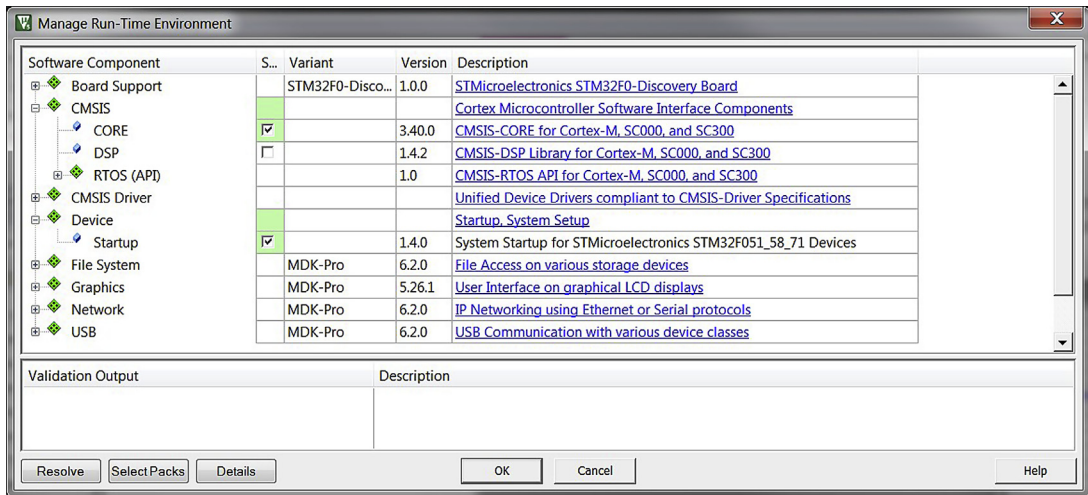 Manage Run-Time Environment
Software Component S... Variant Version Description
Board Support STM32F0-Disco... 1.0.0 STMicroelectronics STM32F0-Discovery Board
CMSIS Cortex Microcontroller Software Interface Components
CORE 3.40.0 CMSIS-CORE for Cortex-M, SC000, and SC300
DSP 1.4.2 CMSIS-DSP Library for Cortex-M, SC000, and SC300
RTOS (API) 1.0 CMSIS-RTOS API for Cortex-M, SC000, and SC300
CMSIS Driver Unified Device Drivers compliant to CMSIS-Driver Specifications
Device Startup, System Setup
Startup 1.4.0 System Startup for STMicroelectronics STM32F051_58_71 Devices
File System MDK-Pro 6.2.0 File Access on various storage devices
Graphics MDK-Pro 5.26.1 User Interface on graphical LCD displays
Network MDK-Pro 6.2.0 IP Networking using Ethernet or Serial protocols
USB MDK-Pro 6.2.0 USB Communication with various device classes
Validation Output Description
Resolve Select Packs Details OK Cancel Help